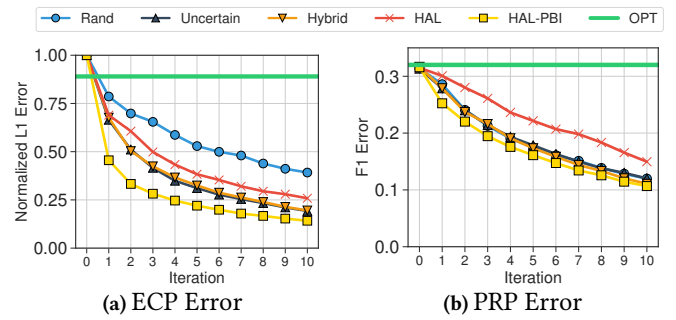 Rand Uncertain Hybrid HAL HAL-PBI OPT
Normalized L1 Error
1.00
0.75
0.50
0.25
0.00
0 1 2 3 4 5 6 7 8 9 10
Iteration
(a) ECP Error
F1 Error
0.3
0.2
0.1
0.0
0 1 2 3 4 5 6 7 8 9 10
Iteration
(b) PRP Error